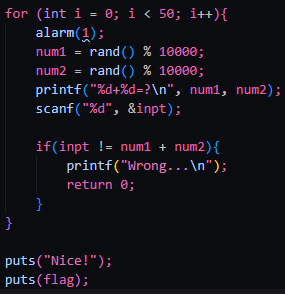 for (int i = 0; i < 50; i++){
    alarm(1);
    num1 = rand() % 10000;
    num2 = rand() % 10000;
    printf("%d+%d=?\n", num1, num2);
    scanf("%d", &inpt);

    if(inpt != num1 + num2){
        printf("Wrong...\n");
        return 0;
    }
}

puts("Nice!");
puts(flag);